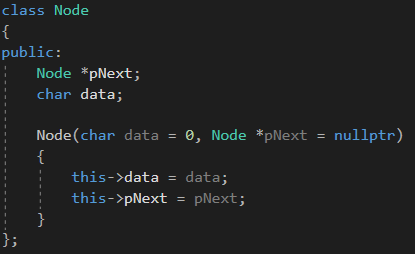 class Node
{
public:
    Node *pNext;
    char data;

    Node(char data = 0, Node *pNext = nullptr)
    {
        this->data = data;
        this->pNext = pNext;
    }
};